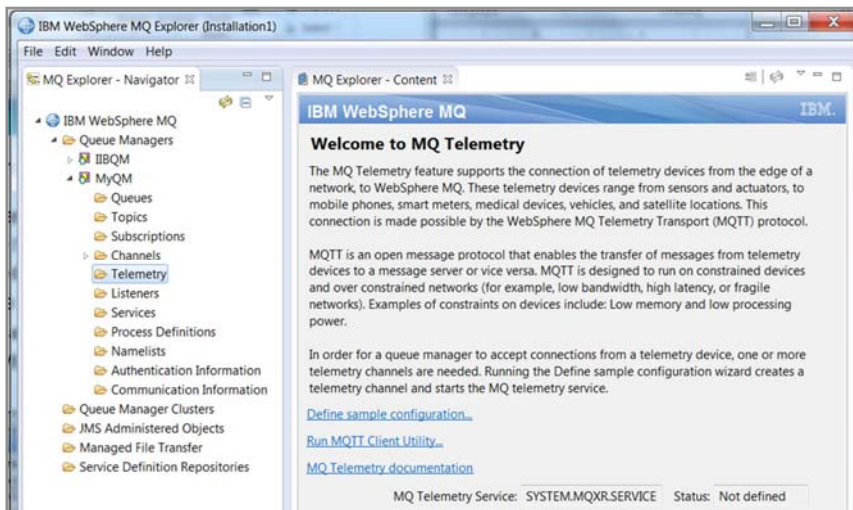 IBM WebSphere MQ Explorer (Installation1)
File Edit Window Help
MQ Explorer - Navigator
IBM WebSphere MQ
Queue Managers
IIBQM
MyQM
Queues
Topics
Subscriptions
Channels
Telemetry
Listeners
Services
Process Definitions
Namelists
Authentication Information
Communication Information
Queue Manager Clusters
JMS Administered Objects
Managed File Transfer
Service Definition Repositories
MQ Explorer - Content
IBM WebSphere MQ
IBM.
Welcome to MQ Telemetry
The MQ Telemetry feature supports the connection of telemetry devices from the edge of a
network, to WebSphere MQ. These telemetry devices range from sensors and actuators, to
mobile phones, smart meters, medical devices, vehicles, and satellite locations. This
connection is made possible by the WebSphere MQ Telemetry Transport (MQTT) protocol.
MQTT is an open message protocol that enables the transfer of messages from telemetry
devices to a message server or vice versa. MQTT is designed to run on constrained devices
and over constrained networks (for example, low bandwidth, high latency, or fragile
networks). Examples of constraints on devices include: Low memory and low processing
power.
In order for a queue manager to accept connections from a telemetry device, one or more
telemetry channels are needed. Running the Define sample configuration wizard creates a
telemetry channel and starts the MQ telemetry service.
Define sample configuration...
Run MQTT Client Utility...
MQ Telemetry documentation
MQ Telemetry Service: SYSTEM.MQXR.SERVICE Status: Not defined